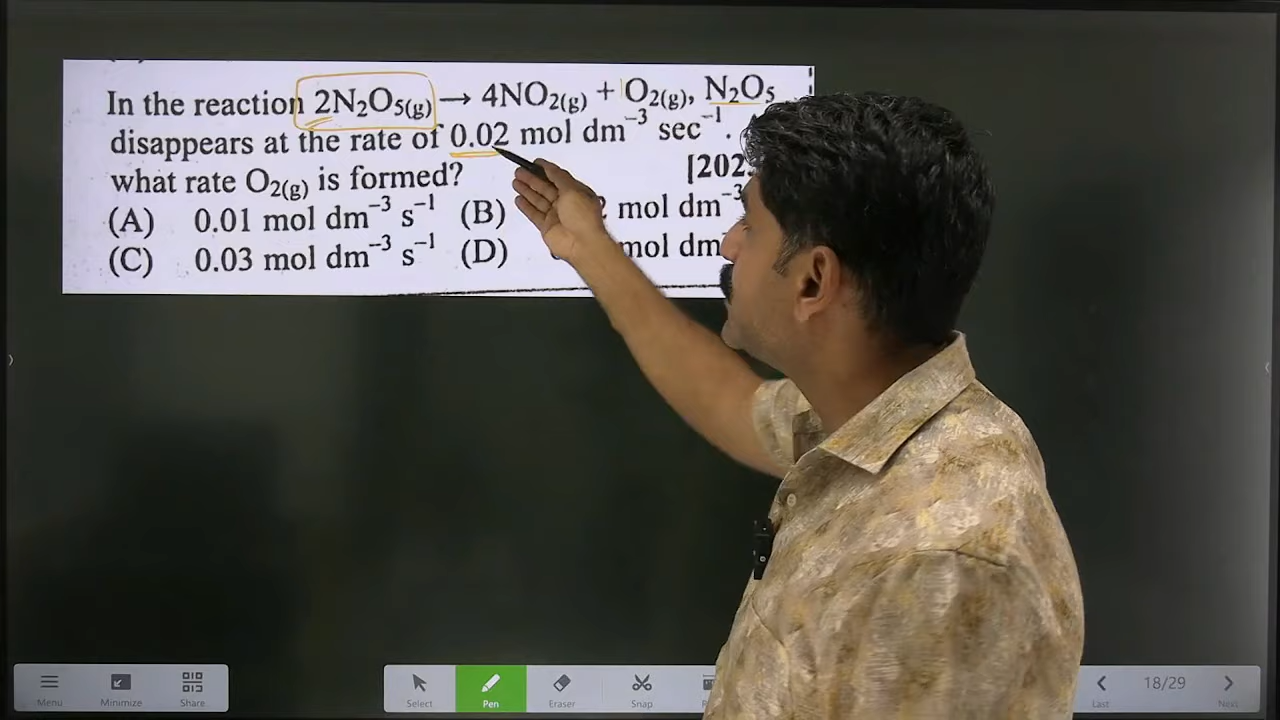 In the reaction 2N₂O₅(g) → 4NO₂(g) + O₂(g), N₂O₅
disappears at the rate of 0.02 mol dm⁻³ sec⁻¹.
what rate O₂(g) is formed? [202
(A) 0.01 mol dm⁻³ s⁻¹ (B) mol dm⁻³
(C) 0.03 mol dm⁻³ s⁻¹ (D) mol dm
Menu Minimize Share Select Pen Eraser Snap Last 18/29 Next